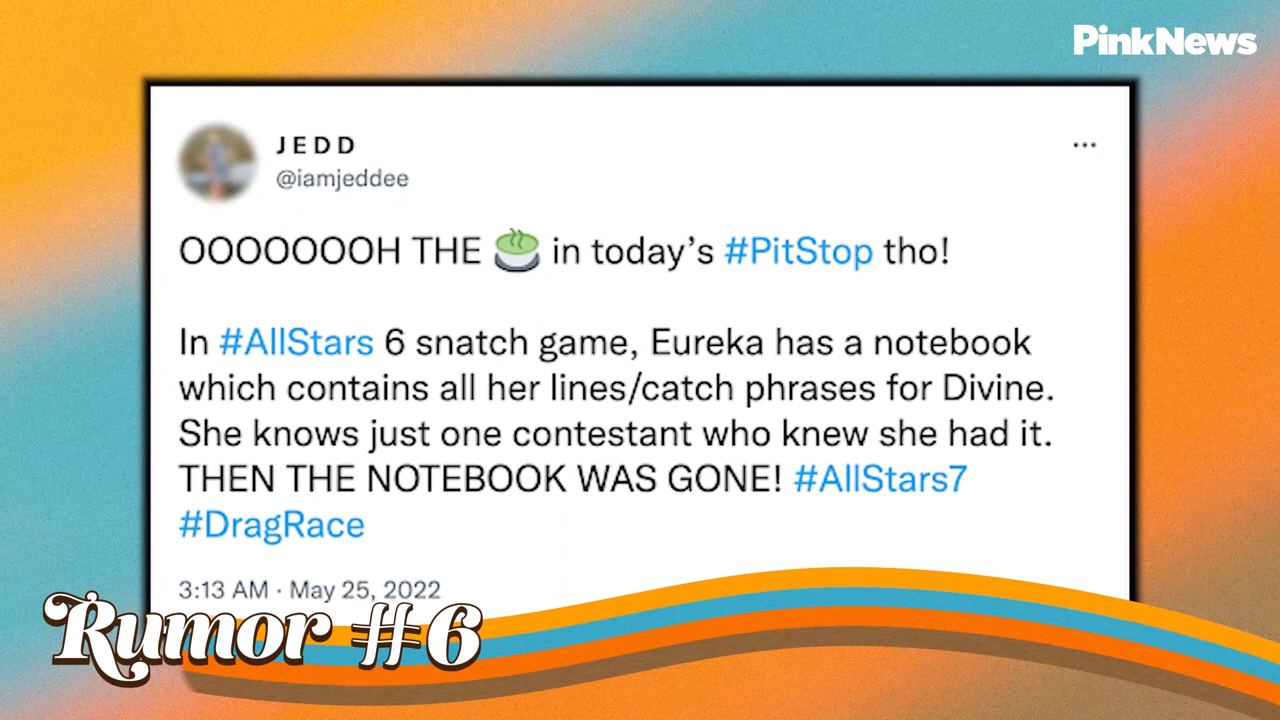 PinkNews
JEDD
@iamjeddee
OOOOOOOH THE 🍵 in today’s #PitStop tho!
In #AllStars 6 snatch game, Eureka has a notebook
which contains all her lines/catch phrases for Divine.
She knows just one contestant who knew she had it.
THEN THE NOTEBOOK WAS GONE! #AllStars7
#DragRace
3:13 AM · May 25, 2022
Rumor #6